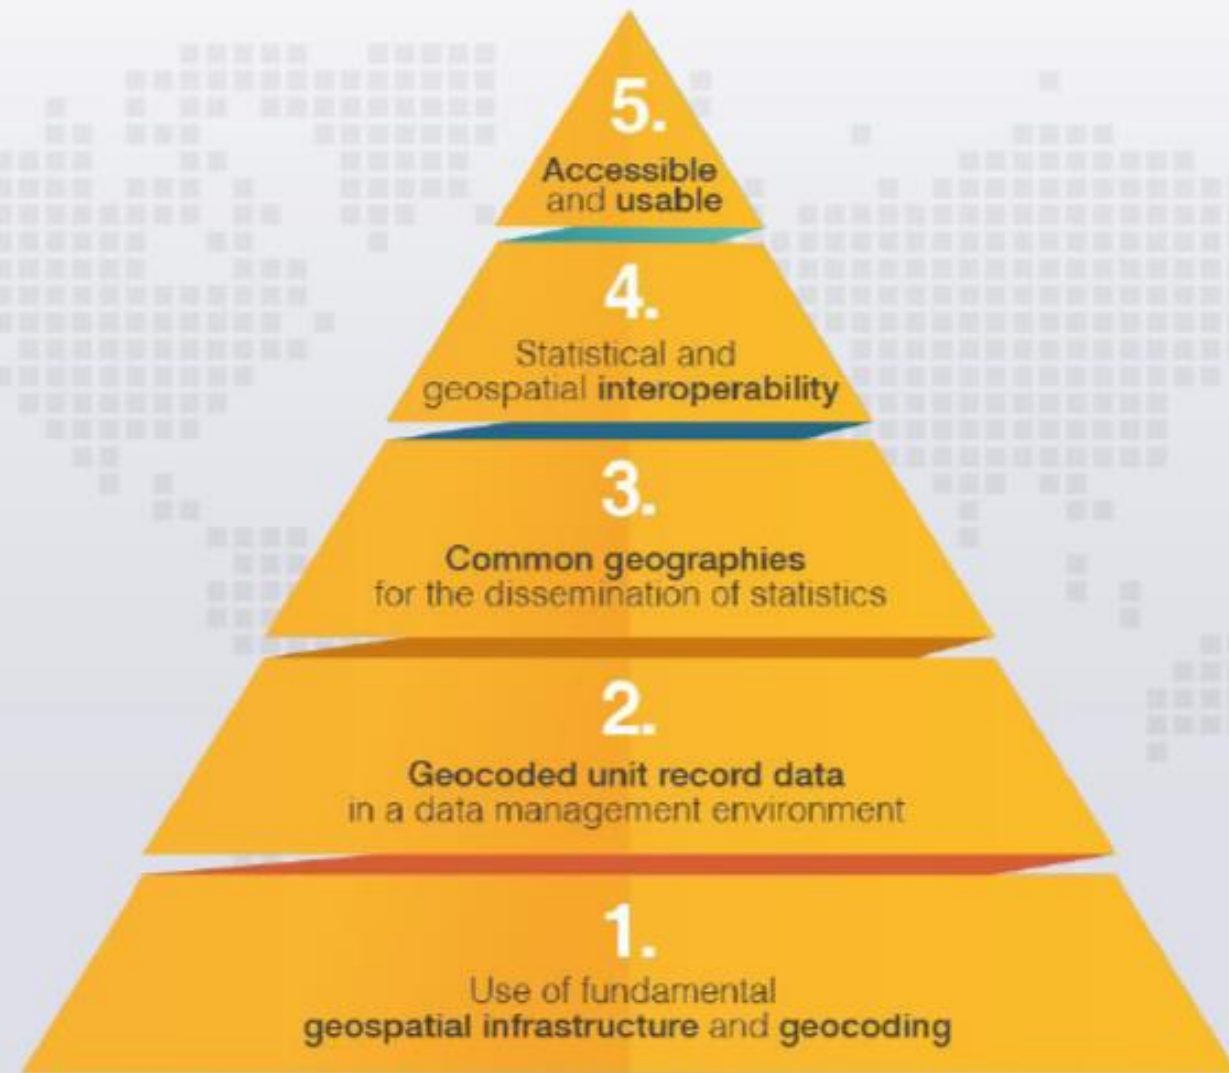 5.
Accessible
and usable
4.
Statistical and
geospatial interoperability
3.
Common geographies
for the dissemination of statistics
2.
Geocoded unit record data
in a data management environment
1.
Use of fundamental
geospatial infrastructure and geocoding